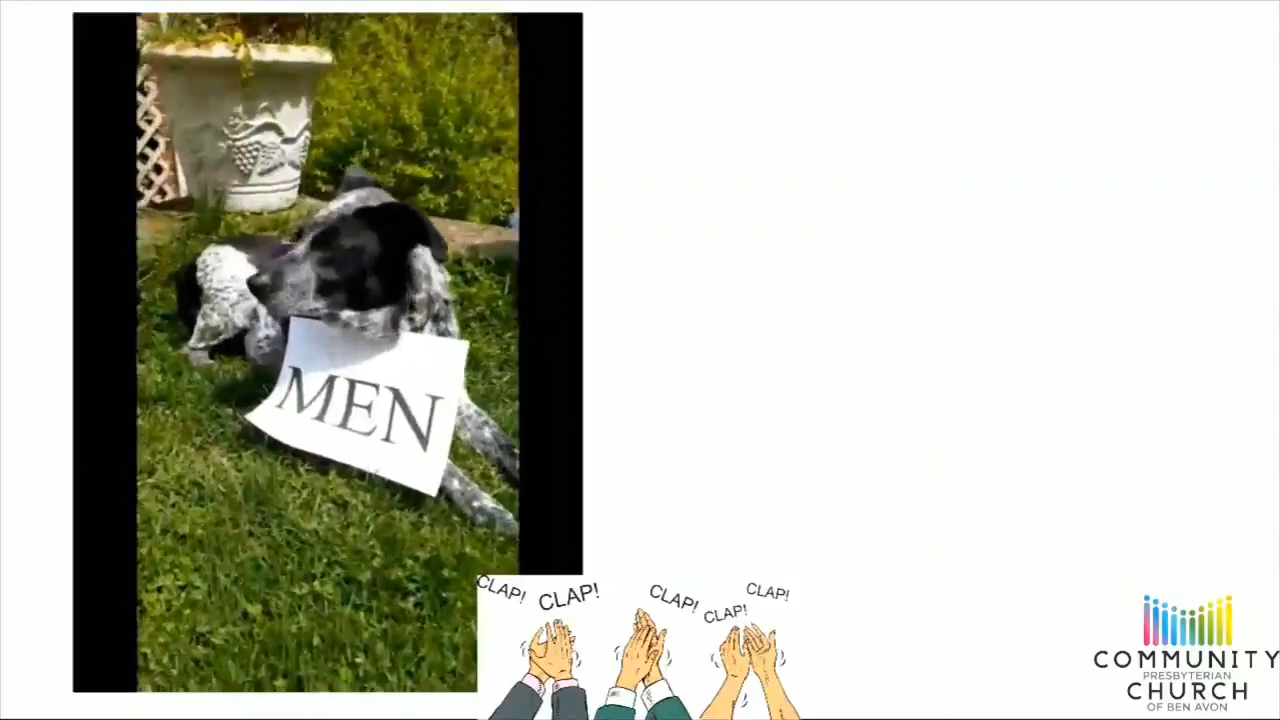 MEN
CLAP!
CLAP!
CLAP!
CLAP!
CLAP!
COMMUNITY
PRESBYTERIAN
CHURCH
OF BEN AVON